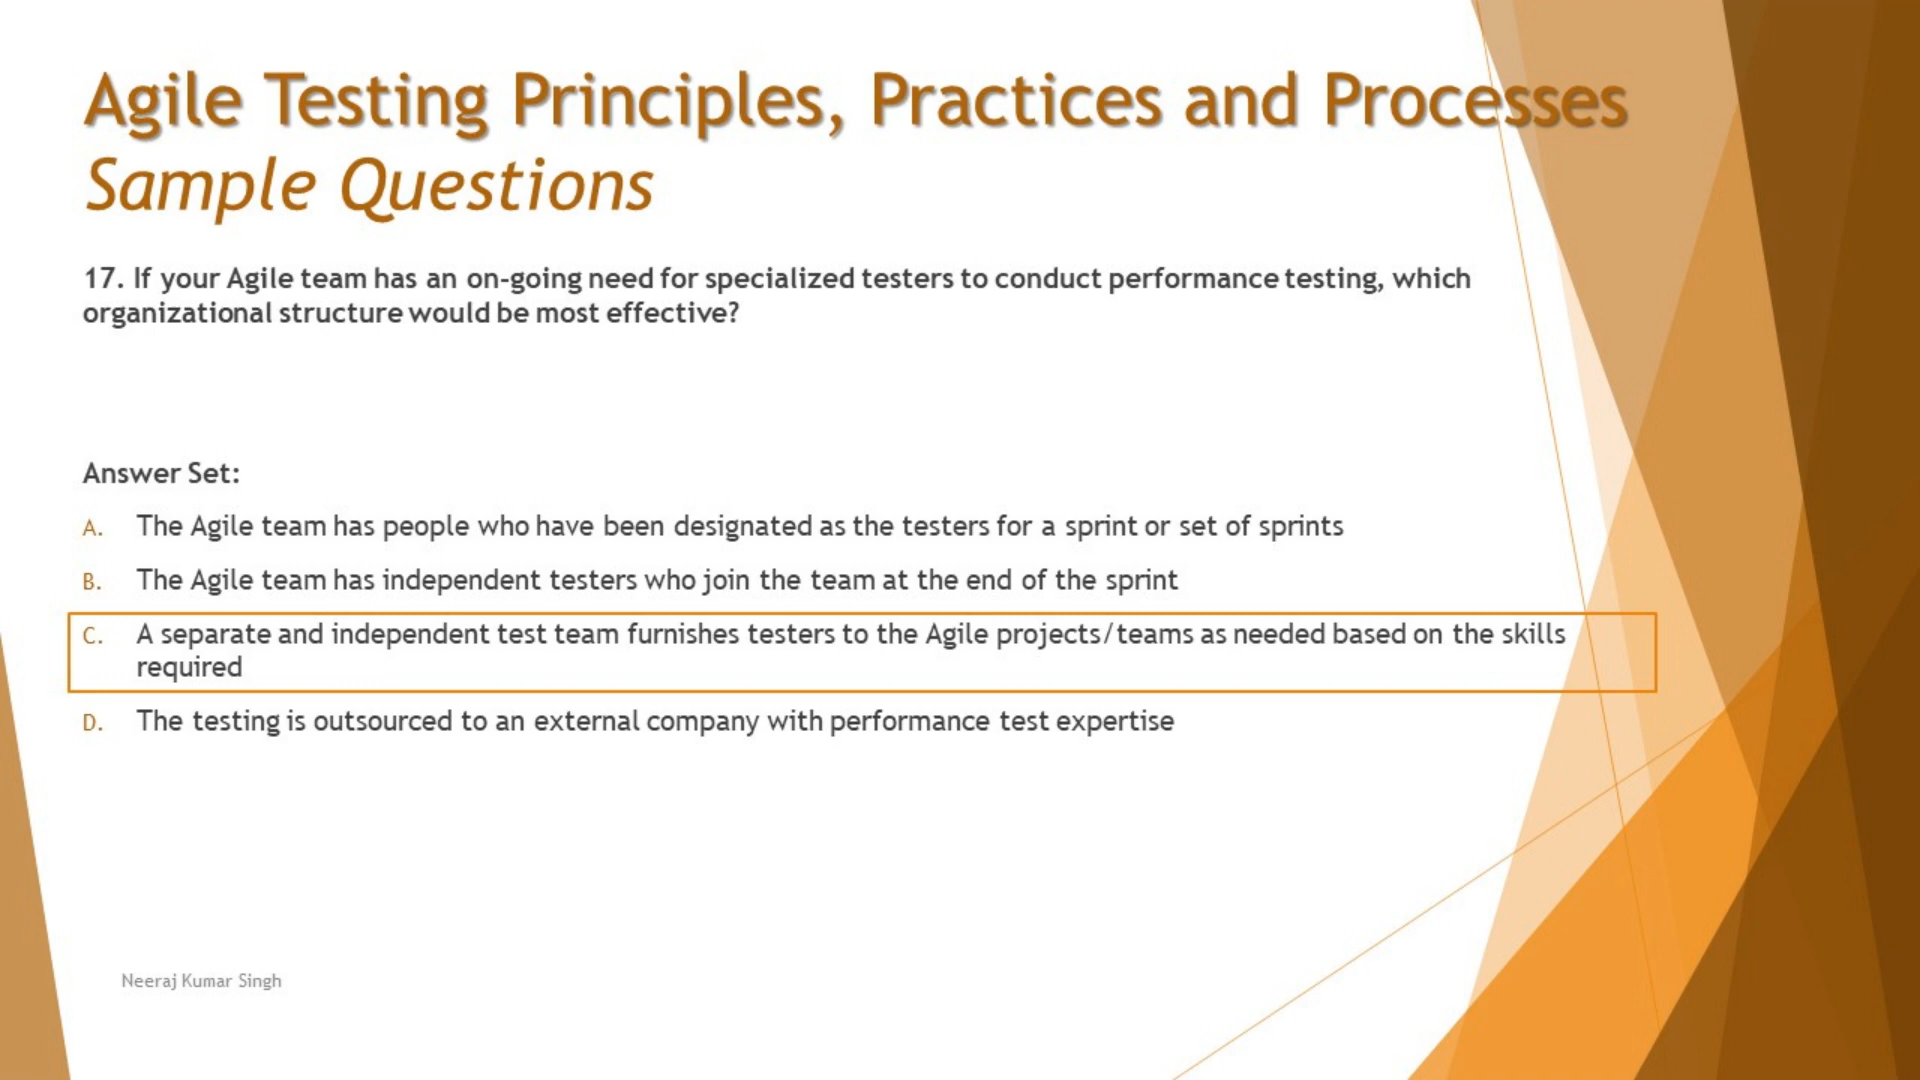 Agile Testing Principles, Practices and Processes
Sample Questions
17. If your Agile team has an on-going need for specialized testers to conduct performance testing, which
organizational structure would be most effective?
Answer Set:
A. The Agile team has people who have been designated as the testers for a sprint or set of sprints
B. The Agile team has independent testers who join the team at the end of the sprint
C. A separate and independent test team furnishes testers to the Agile projects/teams as needed based on the skills
required
D. The testing is outsourced to an external company with performance test expertise
Neeraj Kumar Singh